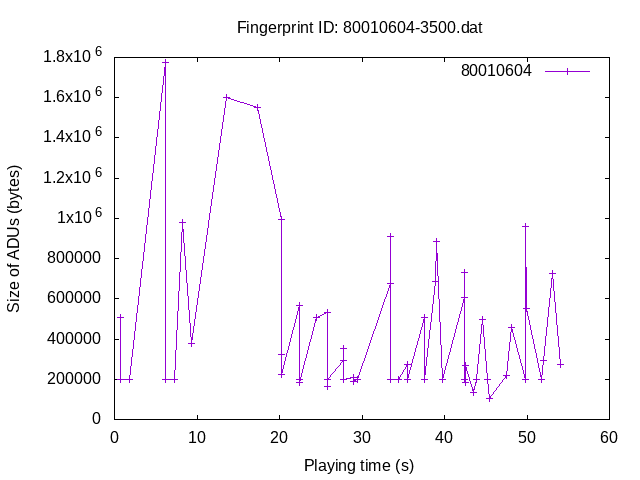 Fingerprint ID: 80010604-3500.dat
80010604
1.8x10^6
1.6x10^6
1.4x10^6
1.2x10^6
1x10^6
800000
600000
400000
200000
0
Size of ADUs (bytes)
0 10 20 30 40 50 60
Playing time (s)